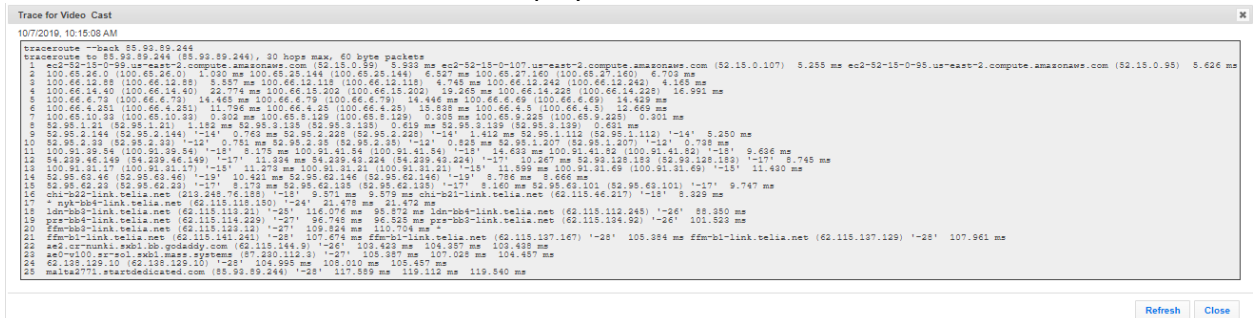 Trace for Video Cast
10/7/2019, 10:15:08 AM
traceroute --back 85.93.89.244
traceroute to 85.93.89.244 (85.93.89.244), 30 hops max, 60 byte packets
1 ec2-52-15-0-99.us-east-2.compute.amazonaws.com (52.15.0.99) 5.933 ms ec2-52-15-0-107.us-east-2.compute.amazonaws.com (52.15.0.107) 5.255 ms ec2-52-15-0-95.us-east-2.compute.amazonaws.com (52.15.0.95) 5.626 ms
2 100.65.26.0 (100.65.26.0) 1.030 ms 100.65.25.144 (100.65.25.144) 6.527 ms 100.65.27.160 (100.65.27.160) 6.703 ms
3 100.66.12.88 (100.66.12.88) 5.557 ms 100.66.12.118 (100.66.12.118) 4.745 ms 100.66.12.242 (100.66.12.242) 4.165 ms
4 100.66.14.40 (100.66.14.40) 22.774 ms 100.66.15.202 (100.66.15.202) 19.265 ms 100.66.14.228 (100.66.14.228) 16.991 ms
5 100.66.6.73 (100.66.6.73) 14.465 ms 100.66.6.79 (100.66.6.79) 14.446 ms 100.66.6.69 (100.66.6.69) 14.429 ms
6 100.66.4.251 (100.66.4.251) 11.796 ms 100.66.4.25 (100.66.4.25) 15.838 ms 100.66.4.5 (100.66.4.5) 12.669 ms
7 100.65.10.33 (100.65.10.33) 0.302 ms 100.65.8.129 (100.65.8.129) 0.305 ms 100.65.9.225 (100.65.9.225) 0.301 ms
8 52.95.1.21 (52.95.1.21) 1.182 ms 52.95.3.135 (52.95.3.135) 0.619 ms 52.95.3.139 (52.95.3.139) 0.631 ms
9 52.95.2.144 (52.95.2.144) '-14' 0.763 ms 52.95.2.228 (52.95.2.228) '-14' 1.412 ms 52.95.1.112 (52.95.1.112) '-14' 5.250 ms
10 52.95.2.33 (52.95.2.33) '-12' 0.751 ms 52.95.2.35 (52.95.2.35) '-12' 0.825 ms 52.95.1.207 (52.95.1.207) '-12' 0.738 ms
11 100.91.39.54 (100.91.39.54) '-18' 8.175 ms 100.91.41.54 (100.91.41.54) '-18' 14.633 ms 100.91.41.82 (100.91.41.82) '-18' 9.636 ms
12 54.239.46.149 (54.239.46.149) '-17' 11.334 ms 54.239.43.224 (54.239.43.224) '-17' 10.267 ms 52.93.128.183 (52.93.128.183) '-17' 8.745 ms
13 100.91.31.17 (100.91.31.17) '-15' 11.273 ms 100.91.31.21 (100.91.31.21) '-15' 11.599 ms 100.91.31.69 (100.91.31.69) '-15' 11.430 ms
14 52.95.63.46 (52.95.63.46) '-19' 10.421 ms 52.95.62.146 (52.95.62.146) '-19' 8.786 ms 8.666 ms
15 52.95.62.23 (52.95.62.23) '-17' 8.173 ms 52.95.62.135 (52.95.62.135) '-17' 8.160 ms 52.95.63.101 (52.95.63.101) '-17' 9.747 ms
16 chi-b22-link.telia.net (213.248.76.188) '-18' 9.571 ms 9.579 ms chi-b21-link.telia.net (62.115.46.217) '-18' 8.329 ms
17 * nyk-bb4-link.telia.net (62.115.118.150) '-24' 21.478 ms 21.472 ms
18 ldn-bb3-link.telia.net (62.115.113.21) '-25' 116.076 ms 95.872 ms ldn-bb4-link.telia.net (62.115.112.245) '-26' 88.350 ms
19 prs-bb4-link.telia.net (62.115.114.229) '-27' 96.748 ms 96.525 ms prs-bb3-link.telia.net (62.115.134.92) '-26' 101.523 ms
20 ffm-bb3-link.telia.net (62.115.123.12) '-27' 109.824 ms 110.704 ms *
21 ffm-b1-link.telia.net (62.115.141.241) '-28' 107.674 ms ffm-b1-link.telia.net (62.115.137.167) '-28' 105.384 ms ffm-b1-link.telia.net (62.115.137.129) '-28' 107.961 ms
22 ae2.cr-nunki.sxb1.bb.godaddy.com (62.115.144.9) '-26' 103.423 ms 104.357 ms 103.438 ms
23 ae0-v100.sr-sol.sxb1.mass.systems (87.230.112.3) '-27' 105.387 ms 107.028 ms 104.457 ms
24 62.138.129.10 (62.138.129.10) '-28' 104.995 ms 108.010 ms 105.457 ms
25 malta2771.startdedicated.com (85.93.89.244) '-28' 117.589 ms 119.112 ms 119.540 ms
Refresh Close